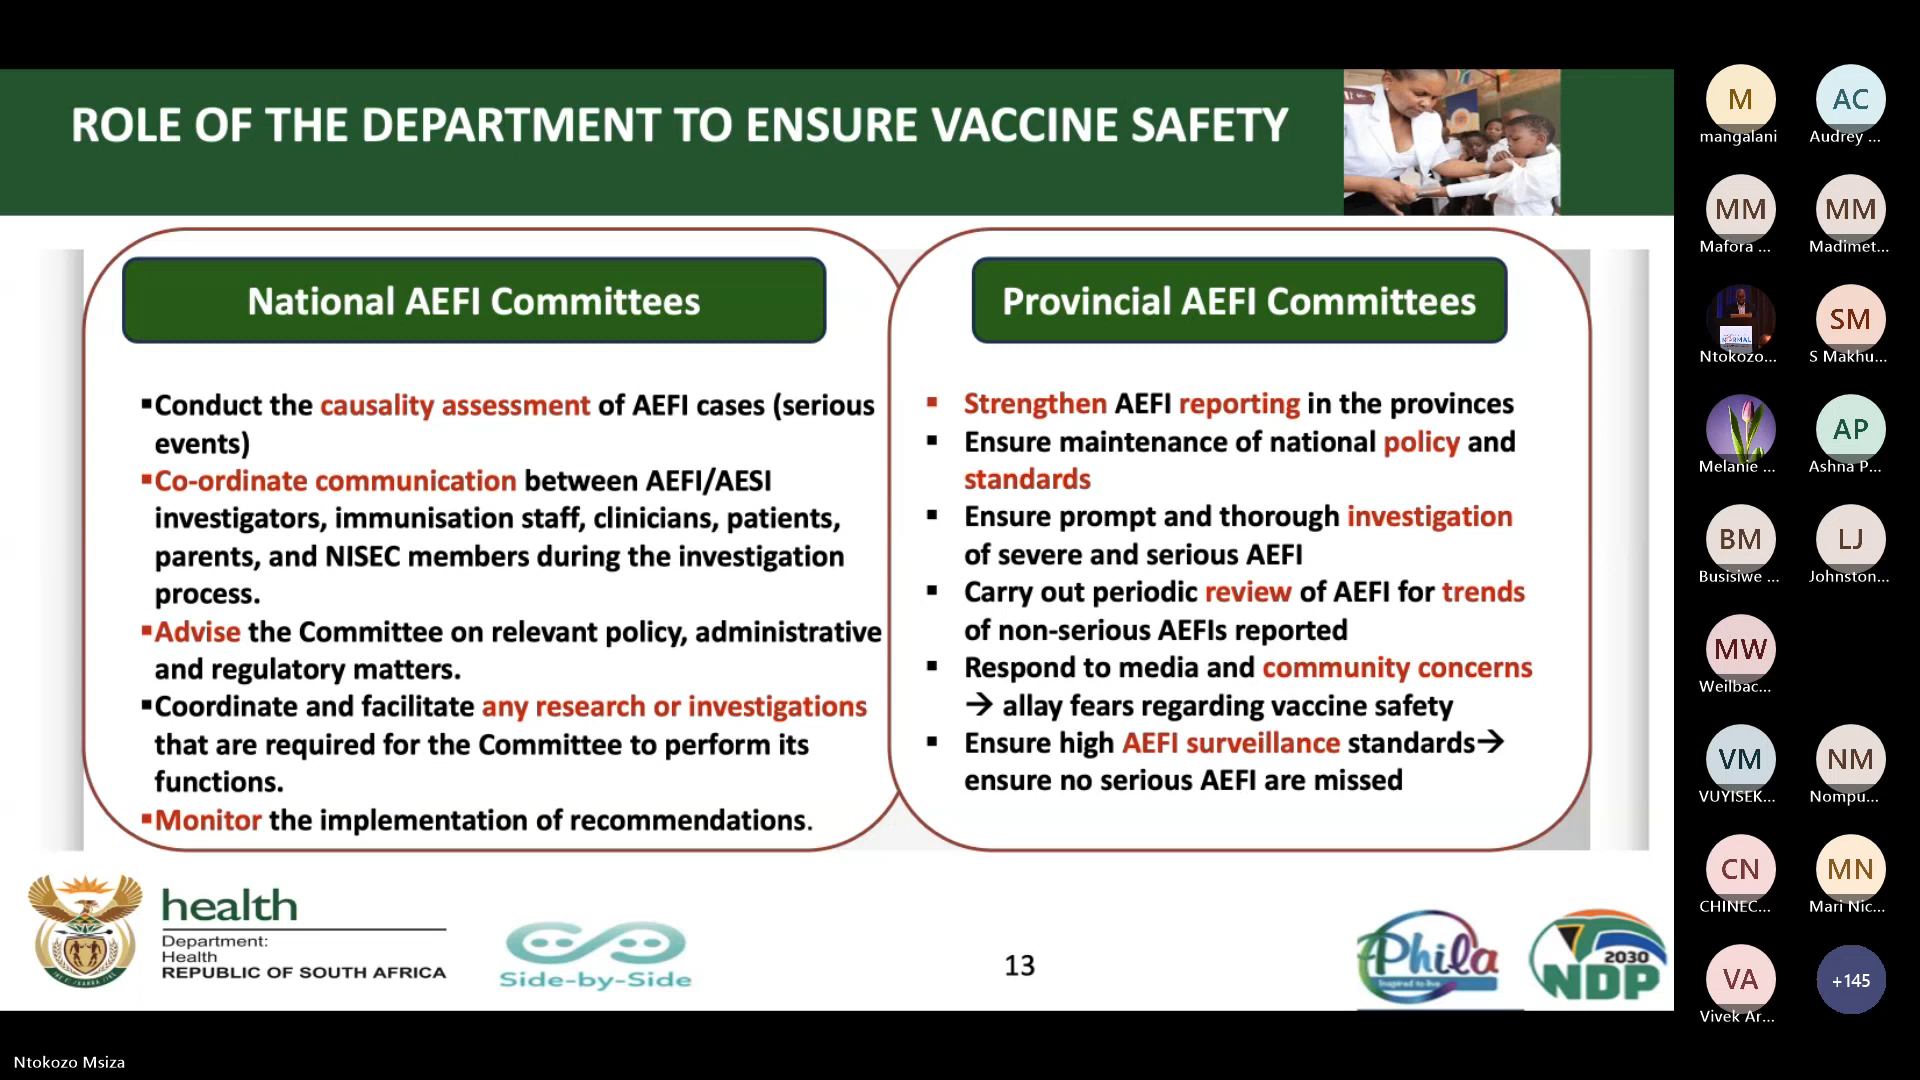 ROLE OF THE DEPARTMENT TO ENSURE VACCINE SAFETY
National AEFI Committees
▪Conduct the causality assessment of AEFI cases (serious
events)
▪Co-ordinate communication between AEFI/AESI
investigators, immunisation staff, clinicians, patients,
parents, and NISEC members during the investigation
process.
▪Advise the Committee on relevant policy, administrative
and regulatory matters.
▪Coordinate and facilitate any research or investigations
that are required for the Committee to perform its
functions.
▪Monitor the implementation of recommendations.
Provincial AEFI Committees
▪ Strengthen AEFI reporting in the provinces
▪ Ensure maintenance of national policy and
standards
▪ Ensure prompt and thorough investigation
of severe and serious AEFI
▪ Carry out periodic review of AEFI for trends
of non-serious AEFIs reported
▪ Respond to media and community concerns
→ allay fears regarding vaccine safety
▪ Ensure high AEFI surveillance standards→
ensure no serious AEFI are missed
health
Department:
Health
REPUBLIC OF SOUTH AFRICA
Side-by-Side
13
Phila
Inspired to live
2030
NDP
M
mangalani
AC
Audrey ...
MM
Mafora ...
MM
Madimet...
Ntokozo...
SM
S Makhu...
Melanie ...
AP
Ashna P...
BM
Busisiwe ...
LJ
Johnston...
MW
Weilbac...
VM
VUYISEK...
NM
Nompu...
CN
CHINEC...
MN
Mari Nic...
VA
Vivek Ar...
+145
Ntokozo Msiza